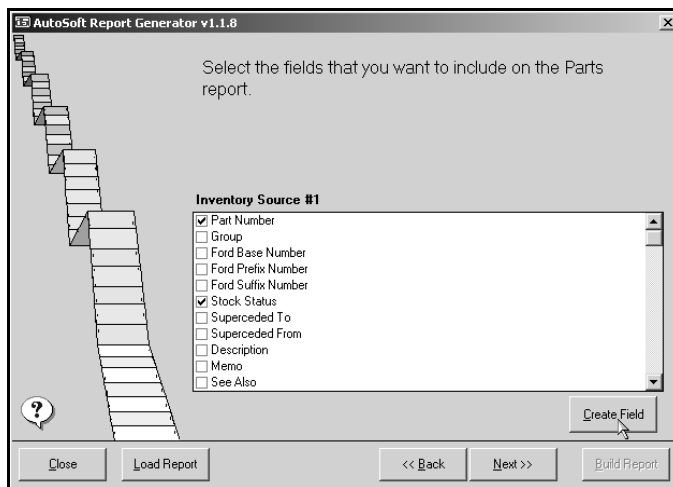 AutoSoft Report Generator v1.1.8
Select the fields that you want to include on the Parts
report.
Inventory Source #1
Part Number
Group
Ford Base Number
Ford Prefix Number
Ford Suffix Number
Stock Status
Superceded To
Superceded From
Description
Memo
See Also
?
Create Field
Close
Load Report
<< Back
Next >>
Build Report